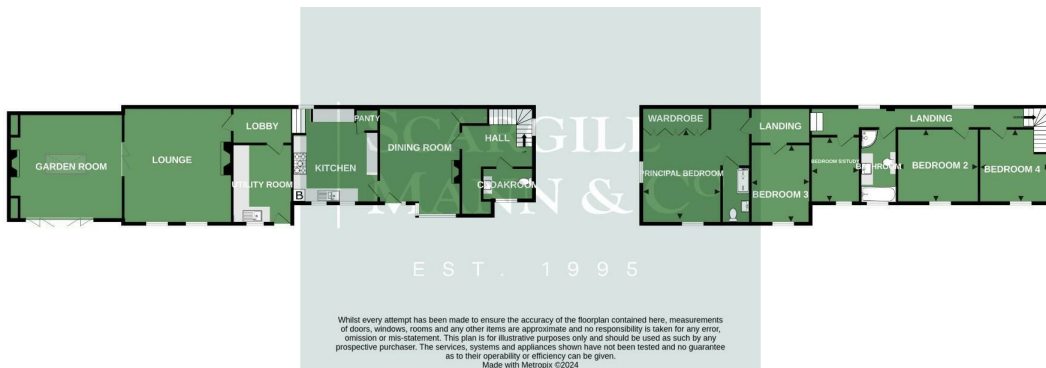 GARDEN ROOM
LOUNGE
LOBBY
UTILITY ROOM
KITCHEN
PANTY
B
DINING ROOM
HALL
CLOAKROOM
WARDROBE
PRINCIPAL BEDROOM
LANDING
BEDROOM 3
BEDROOM 5/STUDY
BATHROOM
LANDING
BEDROOM 2
BEDROOM 4
SCARGILL
MANN & Co
EST. 1995
Whilst every attempt has been made to ensure the accuracy of the floorplan contained here, measurements
of doors, windows, rooms and any other items are approximate and no responsibility is taken for any error,
omission or mis-statement. This plan is for illustrative purposes only and should be used as such by any
prospective purchaser. The services, systems and appliances shown have not been tested and no guarantee
as to their operability or efficiency can be given.
Made with Metropix ©2024